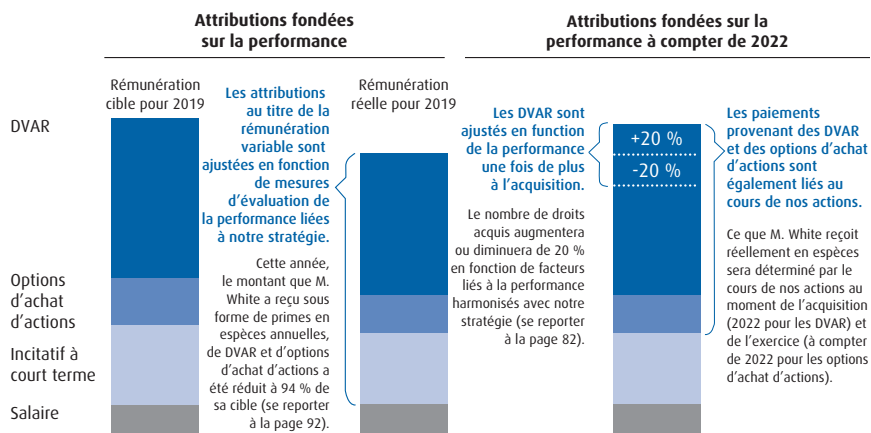 Attributions fondées
sur la performance
Attributions fondées sur la
performance à compter de 2022
Rémunération
cible pour 2019
Les attributions
au titre de la
rémunération
variable sont
ajustées en fonction
de mesures
d'évaluation de
la performance liées
à notre stratégie.
Cette année,
le montant que M.
White a reçu sous
forme de primes en
espèces annuelles,
de DVAR et d'options
d'achat d'actions a
été réduit à 94 % de
sa cible (se reporter
à la page 92).
Rémunération
réelle pour 2019
Les DVAR sont
ajustés en function
de la performance
une fois de plus
à l'acquisition.
Le nombre de droits
acquis augmentera
ou diminuera de 20 %
en fonction de facteurs
liés à la performance
harmonisés avec notre
stratégie (se reporter
à la page 82).
+20 %
-20 %
Les paiements
provenant des DVAR
et des options d'achat
d'actions sont
également liés au
cours de nos actions.
Ce que M. White reçoit
réellement en espèces
sera déterminé par le
cours de nos actions au
moment de l'acquisition
(2022 pour les DVAR) et
de l'exercice (à compter
de 2022 pour les options
d'achat d'actions).
DVAR
Options
d'achat
d'actions
Incitatif à
court terme
Salaire